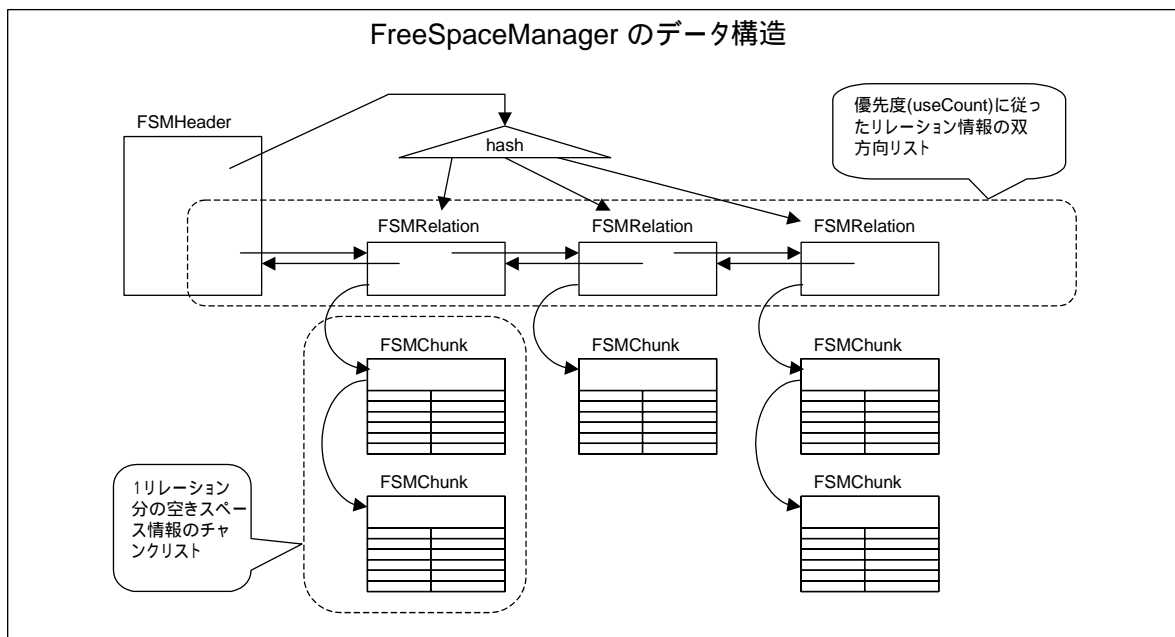 FreeSpaceManager のデータ構造
FSMHeader
hash
優先度(useCount)に従っ
たリレーション情報の双
方向リスト
FSMRelation
FSMRelation
FSMRelation
FSMChunk
FSMChunk
FSMChunk
1リレーション
分の空きスペー
ス情報のチャ
ンクリスト
FSMChunk
FSMChunk